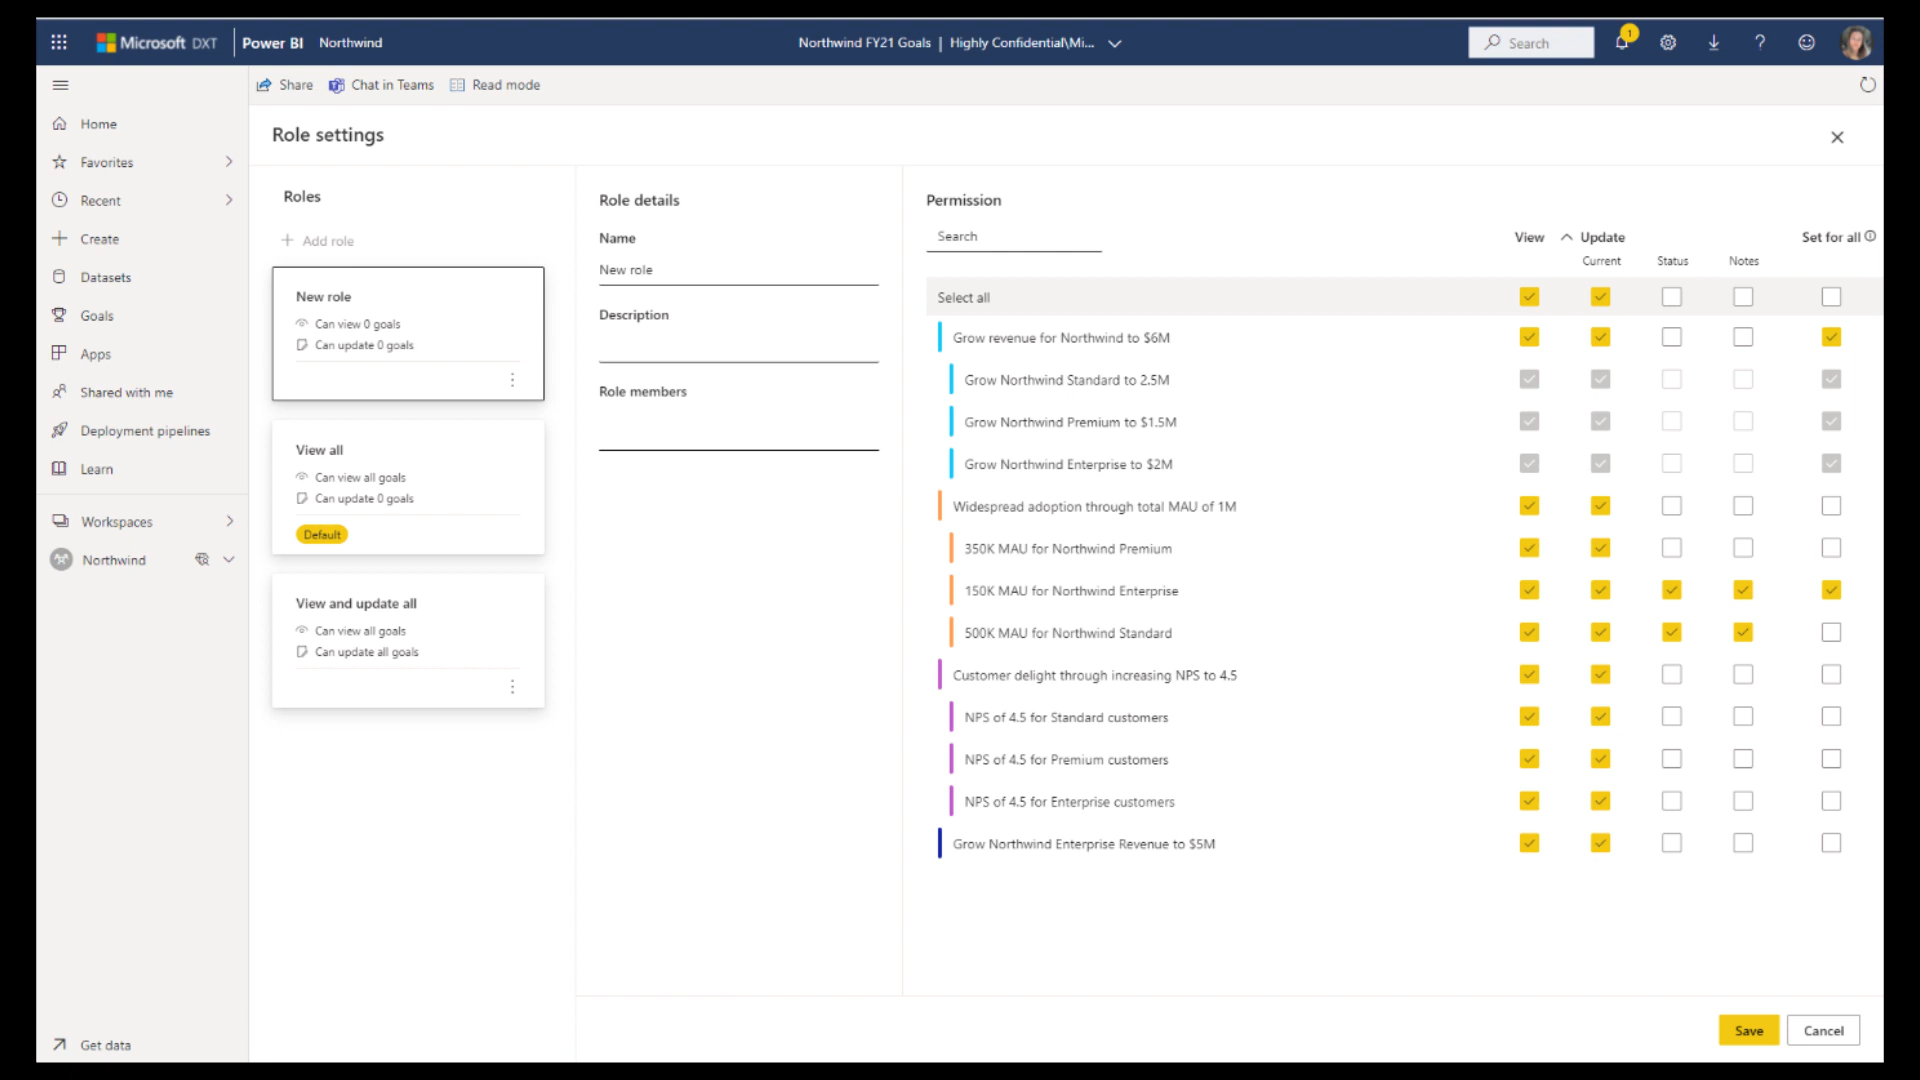 Microsoft DXT Power BI Northwind Northwind FY21 Goals | Highly Confidential\Mi... Search 1 ?
Share Chat in Teams Read mode
Home
Favorites
Recent
Create
Datasets
Goals
Apps
Shared with me
Deployment pipelines
Learn
Workspaces
Northwind
Get data
Role settings
Roles
+ Add role
New role
Can view 0 goals
Can update 0 goals
View all
Can view all goals
Can update 0 goals
Default
View and update all
Can view all goals
Can update all goals
Role details
Name
New role
Description
Role members
Permission
Search View Update Set for all
Current Status Notes
Select all
Grow revenue for Northwind to $6M
Grow Northwind Standard to 2.5M
Grow Northwind Premium to $1.5M
Grow Northwind Enterprise to $2M
Widespread adoption through total MAU of 1M
350K MAU for Northwind Premium
150K MAU for Northwind Enterprise
500K MAU for Northwind Standard
Customer delight through increasing NPS to 4.5
NPS of 4.5 for Standard customers
NPS of 4.5 for Premium customers
NPS of 4.5 for Enterprise customers
Grow Northwind Enterprise Revenue to $5M
Save Cancel